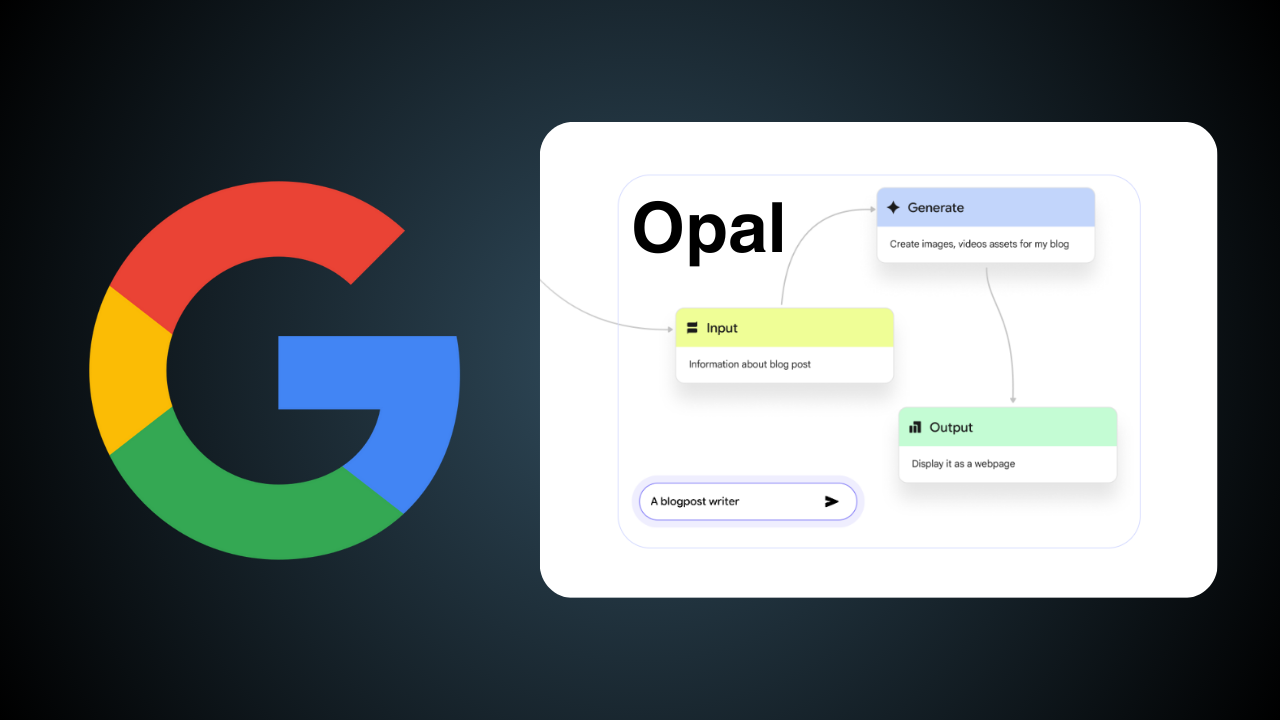 Opal
Generate
Create images, videos assets for my blog
Input
Information about blog post
Output
Display it as a webpage
A blogpost writer